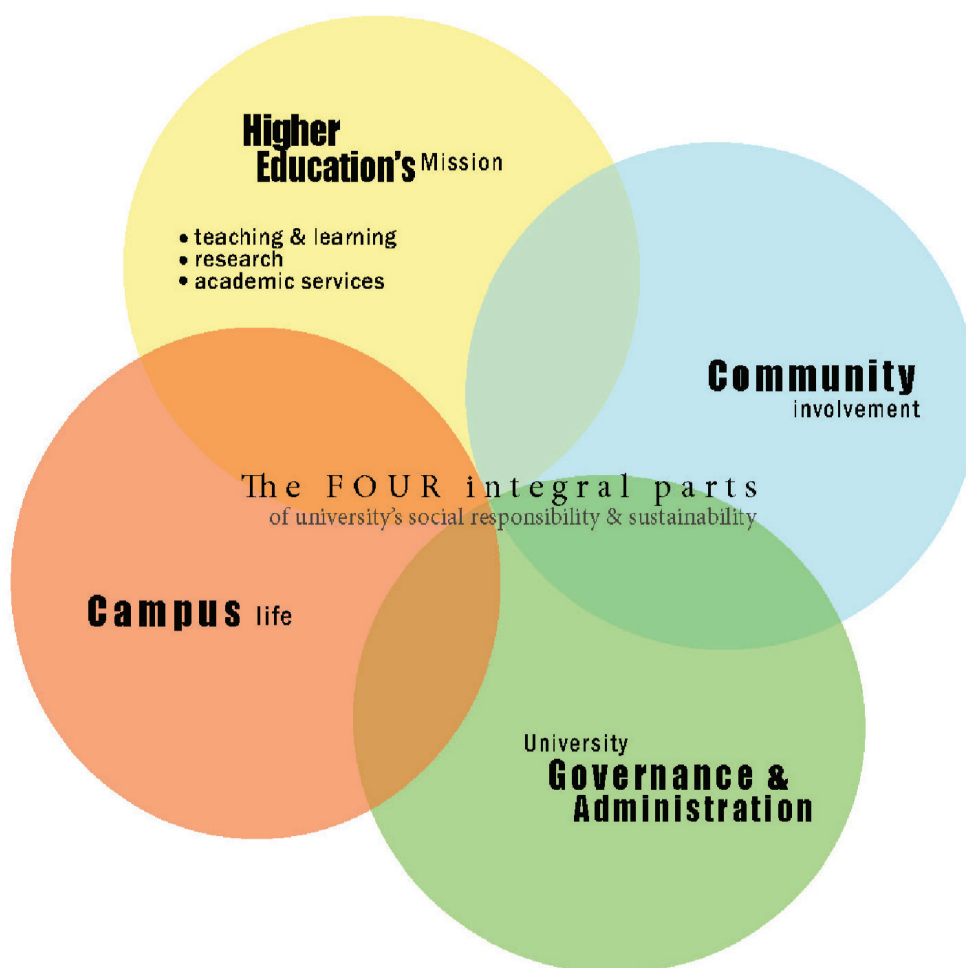 Higher
Education's Mission
• teaching & learning
• research
• academic services
Community
involvement
The FOUR integral parts
of university's social responsibility & sustainability
Campus life
University
Governance &
Administration